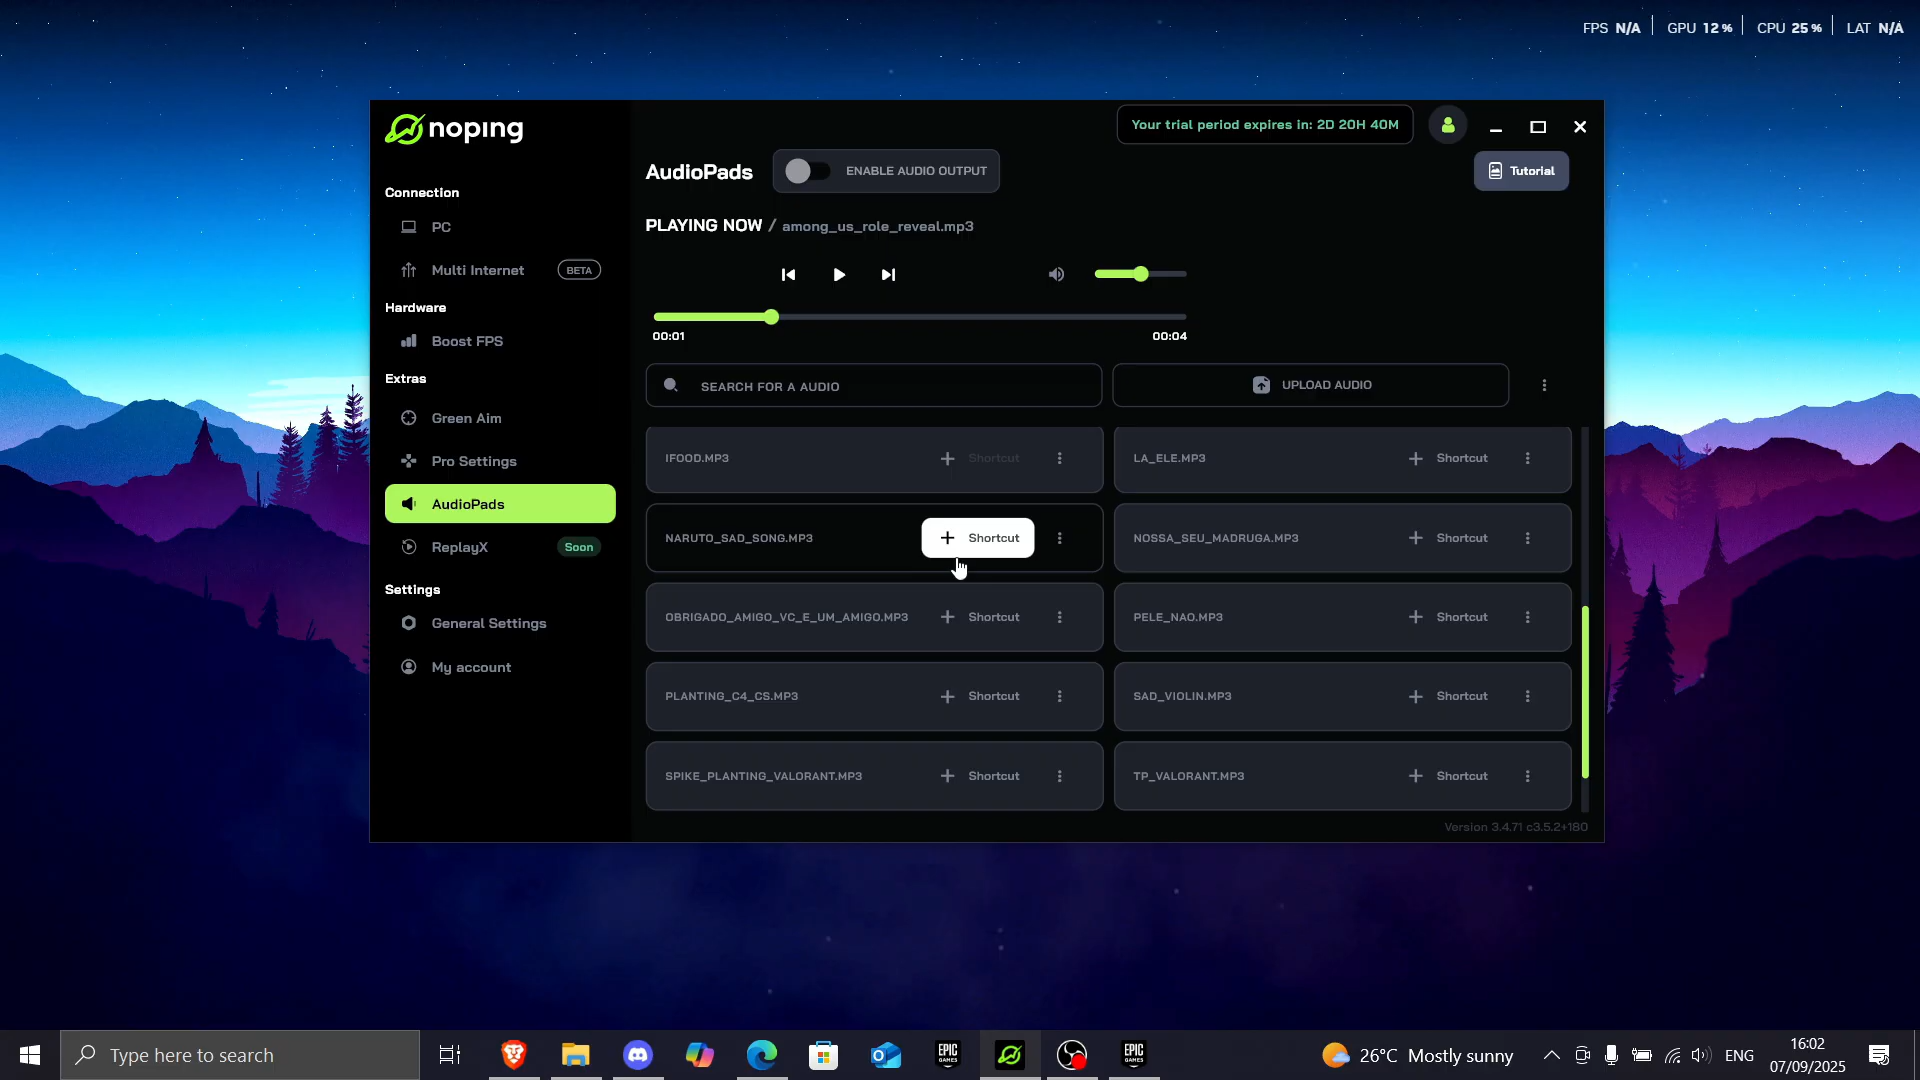 FPS N/A GPU 12 % CPU 25 % LAT N/A
noping
Your trial period expires in: 2D 20H 40M
Connection
PC
Multi Internet BETA
Hardware
Boost FPS
Extras
Green Aim
Pro Settings
AudioPads
ReplayX Soon
Settings
General Settings
My account
AudioPads ENABLE AUDIO OUTPUT Tutorial
PLAYING NOW / among_us_role_reveal.mp3
00:01 00:04
SEARCH FOR A AUDIO UPLOAD AUDIO
IFOOD.MP3 + Shortcut LA_ELE.MP3 + Shortcut
NARUTO_SAD_SONG.MP3 + Shortcut NOSSA_SEU_MADRUGA.MP3 + Shortcut
OBRIGADO_AMIGO_VC_E_UM_AMIGO.MP3 + Shortcut PELE_NAO.MP3 + Shortcut
PLANTING_C4_CS.MP3 + Shortcut SAD_VIOLIN.MP3 + Shortcut
SPIKE_PLANTING_VALORANT.MP3 + Shortcut TP_VALORANT.MP3 + Shortcut
Version 3.4.71 c3.5.2+180
Type here to search
EPIC GAMES
EPIC GAMES
26°C Mostly sunny
ENG
16:02
07/09/2025